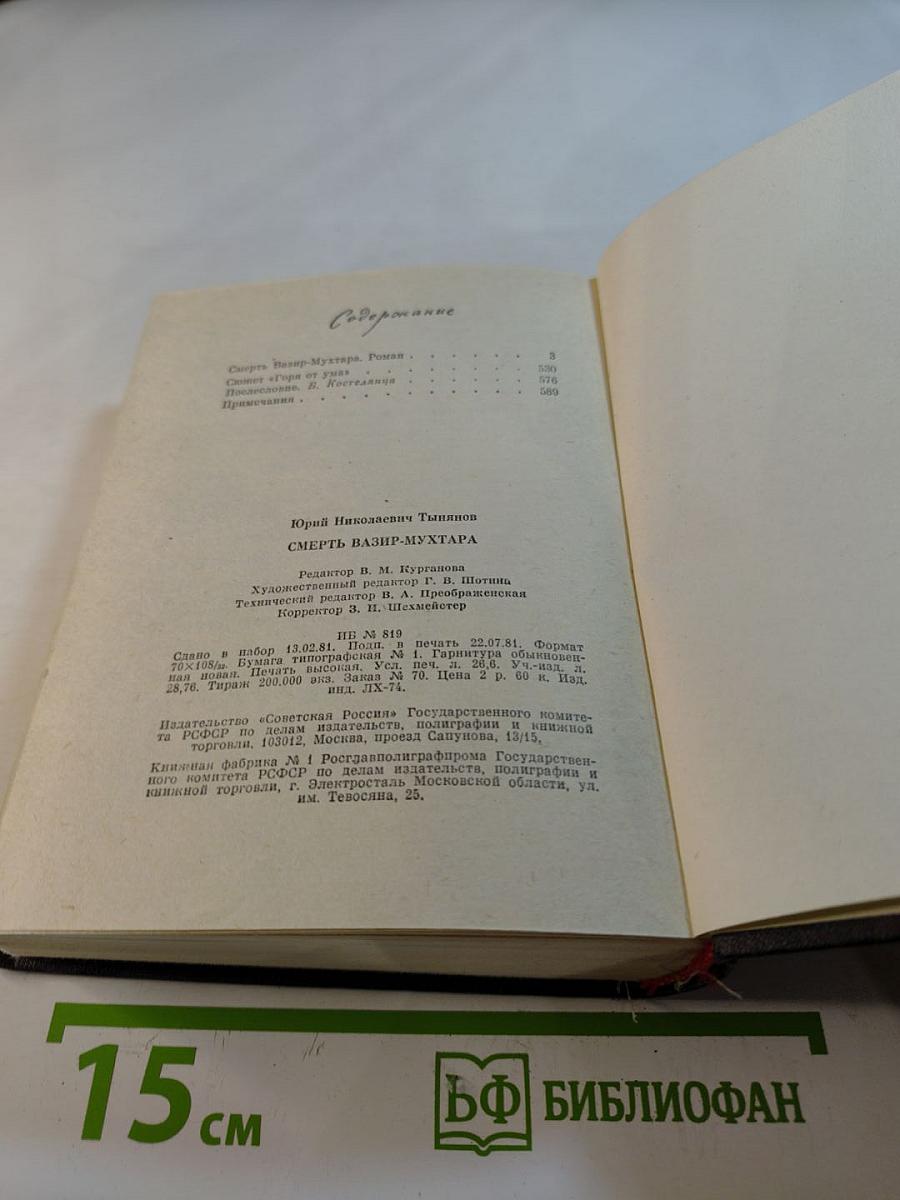 Содержание
Смерть Вазир-Мухтара. Роман . . . . . . 3
Сюжет «Горя от ума» . . . . . . . . 530
Послесловие. Б. Костелянца . . . . . . 576
Примечания . . . . . . . . . . . 589
Юрий Николаевич Тынянов
СМЕРТЬ ВАЗИР-МУХТАРА
Редактор В. М. Курганова
Художественный редактор Г. В. Шотина
Технический редактор В. А. Преображенская
Корректор З. И. Шехмейстер
ИБ № 819
Сдано в набор 13.02.81. Подп. в печать 22.07.81. Формат
70×108/32. Бумага типографская № 1. Гарнитура обыкновен-
ная новая. Печать высокая. Усл. печ. л. 26,6. Уч.-изд. л.
28,76. Тираж 200.000 экз. Заказ № 70. Цена 2 р. 60 к. Изд.
инд. ЛХ-74.
Издательство «Советская Россия» Государственного комите-
та РСФСР по делам издательств, полиграфии и книжной
торговли, 103012, Москва, проезд Сапунова, 13/15.
Книжная фабрика № 1 Росглавполиграфпрома Государствен-
ного комитета РСФСР по делам издательств, полиграфии и
книжной торговли, г. Электросталь Московской области, ул.
им. Тевосяна, 25.
15 см
БФ БИБЛИОФАН